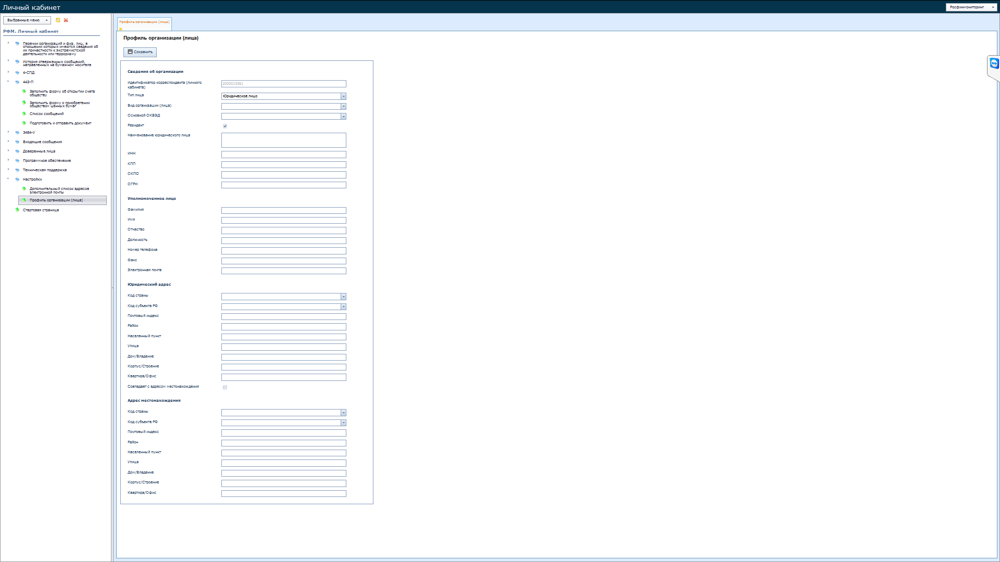 Личный кабинет
Росфинмониторинг
Выбранные меню
РФМ. Личный кабинет
Перечни организаций и физ. лиц, в
отношении которых имеются сведения об
их причастности к экстремистской
деятельности или терроризму
История отверженных сообщений,
направленных на бумажном носителе
4-СПД
443-П
Заполнить форму об открытии счета
обществу
Заполнить форму о приобретении
обществом ценных бумаг
Список сообщений
Подготовить и отправить документ
3484-У
Входящие сообщения
Доверенные лица
Программное обеспечение
Техническая поддержка
Настройки
Дополнительный список адресов
электронной почты
Профиль организации (лица)
Стартовая страница
Профиль организации (лица)
Профиль организации (лица)
Сохранить
Сведения об организации
Идентификатор корреспондента (личного
кабинета)
2000015361
Тип лица
Юридическое лицо
Вид организации (лица)
Основной ОКВЭД
Резидент
Наименование юридического лица
ИНН
КПП
ОКПО
ОГРН
Уполномоченное лицо
Фамилия
Имя
Отчество
Должность
Номер телефона
Факс
Электронная почта
Юридический адрес
Код страны
Код субъекта РФ
Почтовый индекс
Район
Населенный пункт
Улица
Дом/Владение
Корпус/Строение
Квартира/Офис
Совпадает с адресом местонахождения
Адрес местонахождения
Код страны
Код субъекта РФ
Почтовый индекс
Район
Населенный пункт
Улица
Дом/Владение
Корпус/Строение
Квартира/Офис